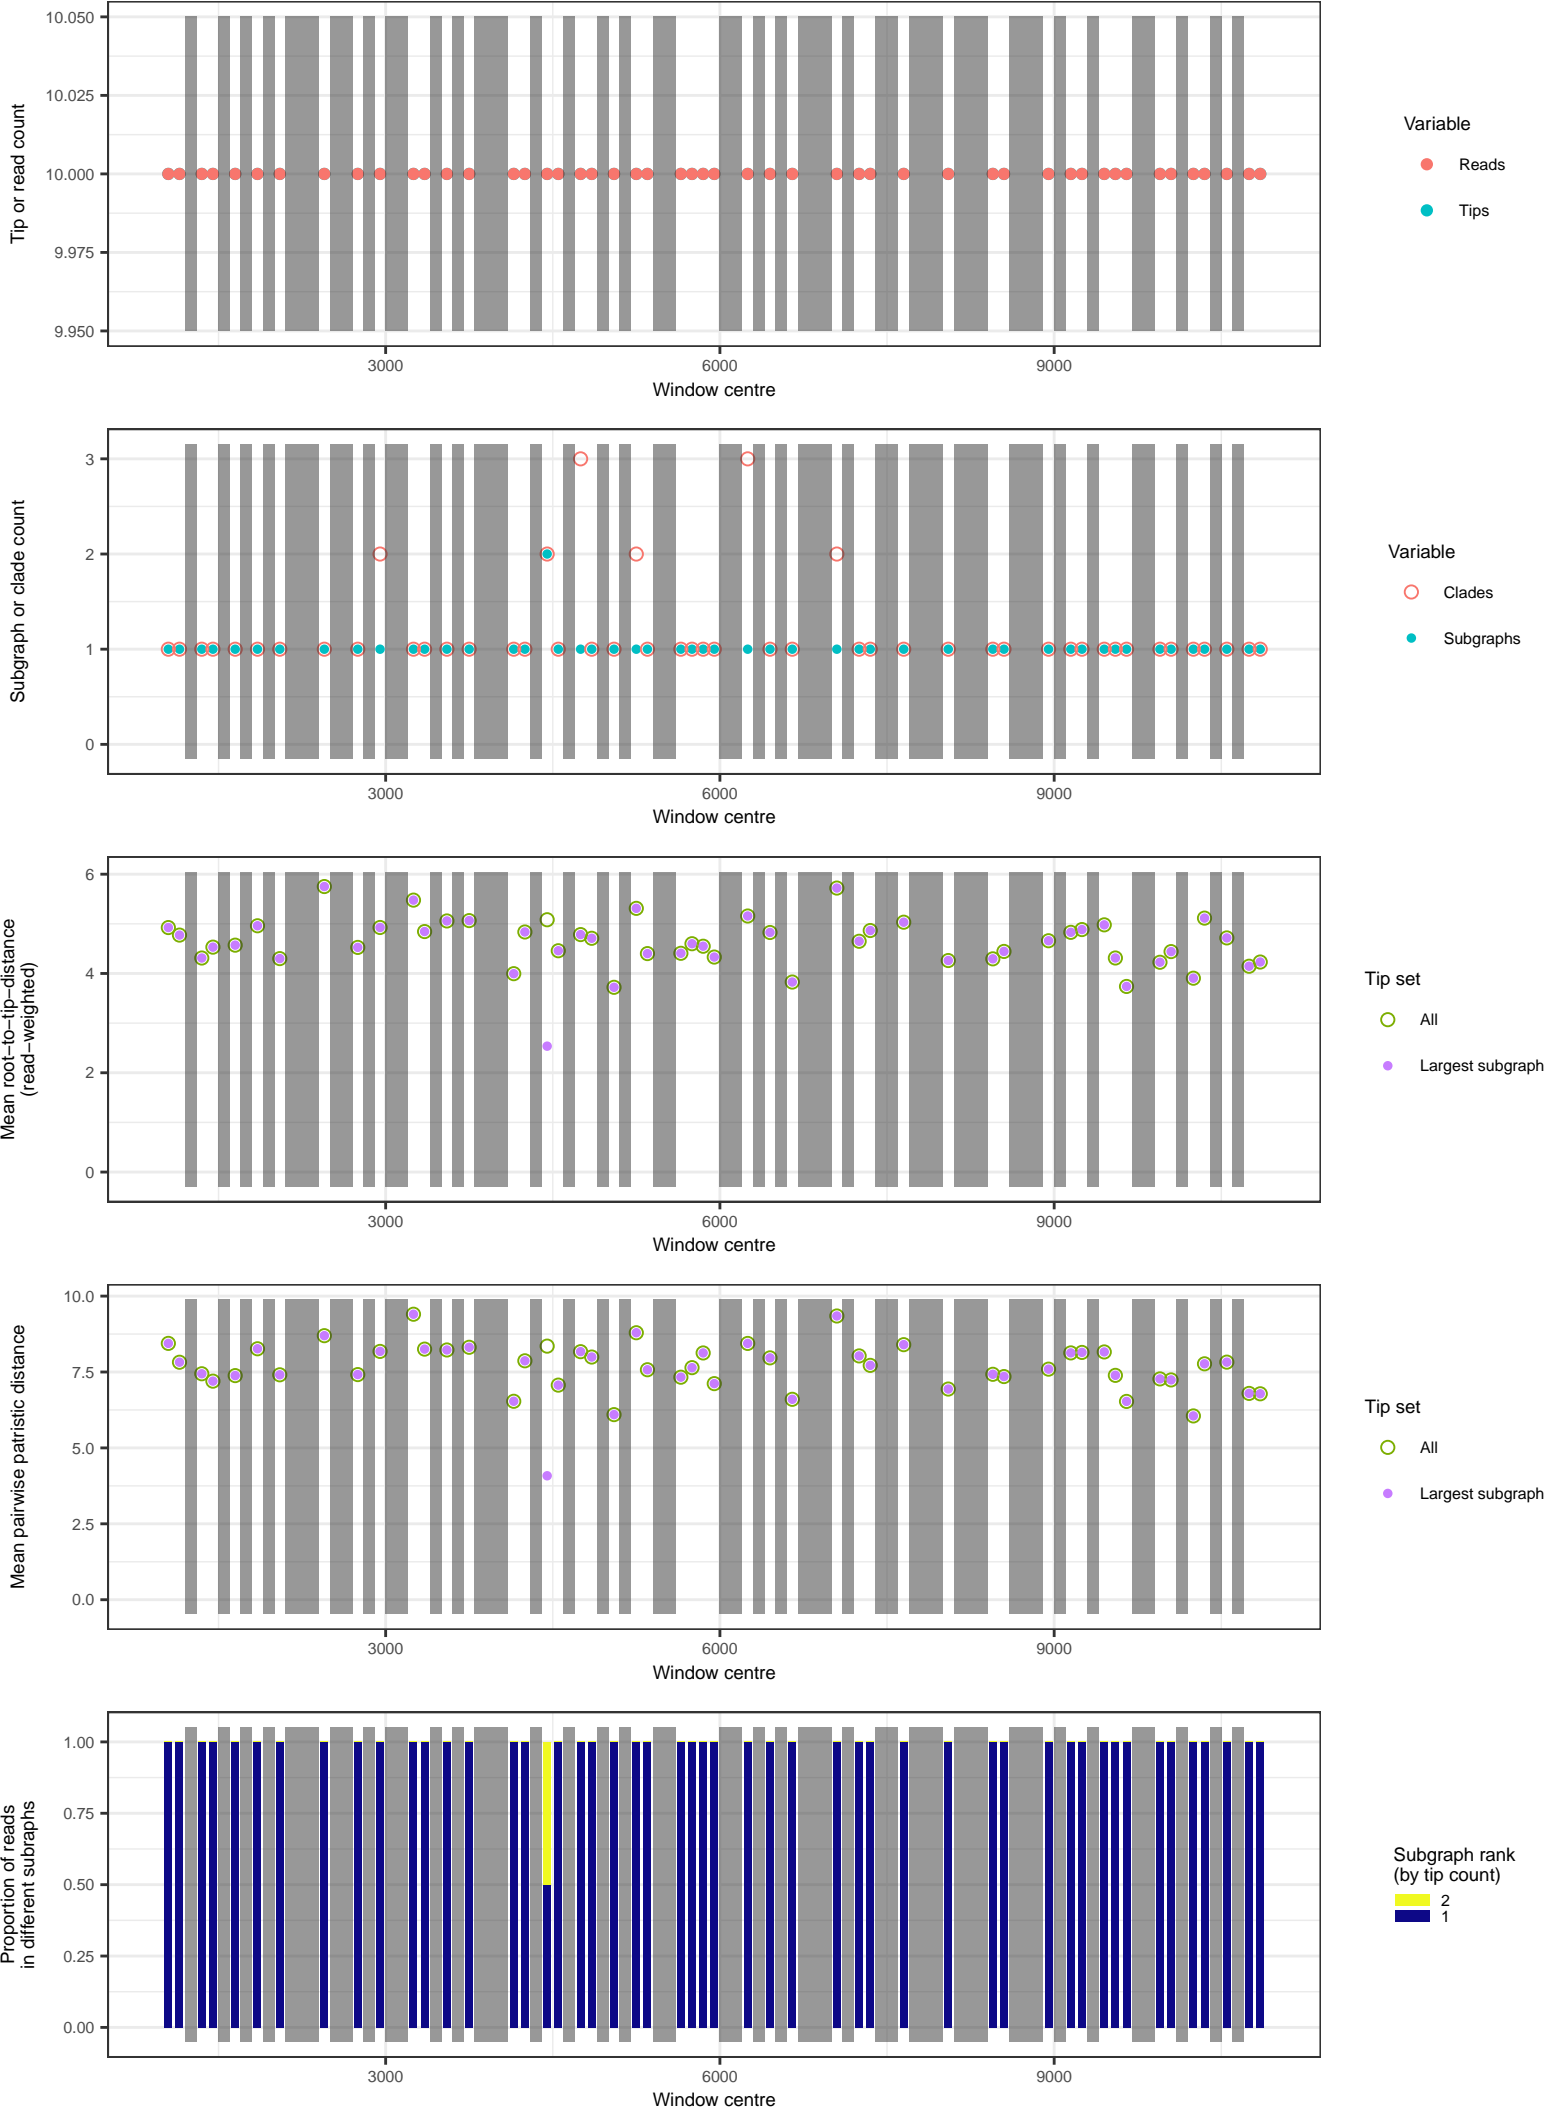 10.050
10.025
10.000
9.975
9.950
Tip or read count
3000
6000
9000
Window centre
Variable
Reads
Tips
3
2
1
0
Subgraph or clade count
3000
6000
9000
Window centre
Variable
Clades
Subgraphs
6
4
2
0
Mean root−to−tip−distance
(read−weighted)
3000
6000
9000
Window centre
Tip set
All
Largest subgraph
10.0
7.5
5.0
2.5
0.0
Mean pairwise patristic distance
3000
6000
9000
Window centre
Tip set
All
Largest subgraph
1.00
0.75
0.50
0.25
0.00
Proportion of reads
in different subraphs
3000
6000
9000
Window centre
Subgraph rank
(by tip count)
2
1